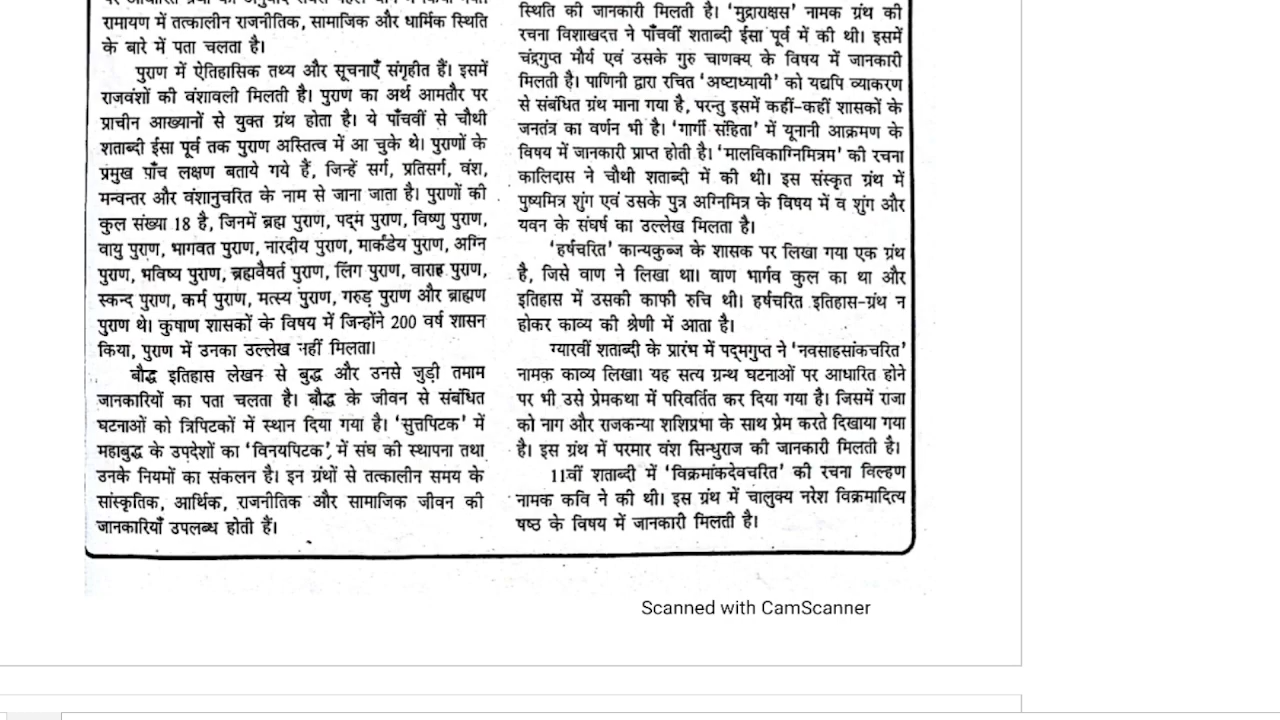 रामायण में तत्कालीन राजनीतिक, सामाजिक और धार्मिक स्थिति
के बारे में पता चलता है।
पुराण में ऐतिहासिक तथ्य और सूचनाएँ संगृहीत हैं। इसमें
राजवंशों की वंशावली मिलती है। पुराण का अर्थ आमतौर पर
प्राचीन आख्यानों से युक्त ग्रंथ होता है। ये पाँचवीं से चौथी
शताब्दी ईसा पूर्व तक पुराण अस्तित्व में आ चुके थे। पुराणों के
प्रमुख पाँच लक्षण बताये गये हैं, जिन्हें सर्ग, प्रतिसर्ग, वंश,
मन्वन्तर और वंशानुचरित के नाम से जाना जाता है। पुराणों की
कुल संख्या 18 है, जिनमें ब्रह्म पुराण, पद्म पुराण, विष्णु पुराण,
वायु पुराण, भागवत पुराण, नारदीय पुराण, मार्कंडेय पुराण, अग्नि
पुराण, भविष्य पुराण, ब्रह्मवैवर्त पुराण, लिंग पुराण, वाराह पुराण,
स्कन्द पुराण, कर्म पुराण, मत्स्य पुराण, गरुड़ पुराण और ब्राह्मण
पुराण थे। कुषाण शासकों के विषय में जिन्होंने 200 वर्ष शासन
किया, पुराण में उनका उल्लेख नहीं मिलता।
बौद्ध इतिहास लेखन से बुद्ध और उनसे जुड़ी तमाम
जानकारियों का पता चलता है। बौद्ध के जीवन से संबंधित
घटनाओं को त्रिपिटकों में स्थान दिया गया है। 'सुत्तपिटक' में
महाबुद्ध के उपदेशों का 'विनयपिटक', में संघ की स्थापना तथा
उनके नियमों का संकलन है। इन ग्रंथों से तत्कालीन समय के
सांस्कृतिक, आर्थिक, राजनीतिक और सामाजिक जीवन की
जानकारियाँ उपलब्ध होती हैं।
स्थिति की जानकारी मिलती है। 'मुद्राराक्षस' नामक ग्रंथ की
रचना विशाखदत्त ने पाँचवीं शताब्दी ईसा पूर्व में की थी। इसमें
चंद्रगुप्त मौर्य एवं उसके गुरु चाणक्य के विषय में जानकारी
मिलती है। पाणिनी द्वारा रचित 'अष्टाध्यायी' को यद्यपि व्याकरण
से संबंधित ग्रंथ माना गया है, परन्तु इसमें कहीं-कहीं शासकों के
जनतंत्र का वर्णन भी है। 'गार्गी संहिता' में यूनानी आक्रमण के
विषय में जानकारी प्राप्त होती है। 'मालविकाग्निमित्रम' की रचना
कालिदास ने चौथी शताब्दी में की थी। इस संस्कृत ग्रंथ में
पुष्यमित्र शुंग एवं उसके पुत्र अग्निमित्र के विषय में व शुंग और
यवन के संघर्ष का उल्लेख मिलता है।
'हर्षचरित' कान्यकुब्ज के शासक पर लिखा गया एक ग्रंथ
है, जिसे वाण ने लिखा था। वाण भार्गव कुल का था और
इतिहास में उसकी काफी रुचि थी। हर्षचरित इतिहास-ग्रंथ न
होकर काव्य की श्रेणी में आता है।
ग्यारवीं शताब्दी के प्रारंभ में पद्मगुप्त ने 'नवसाहसांकचरित'
नामक काव्य लिखा। यह सत्य ग्रन्थ घटनाओं पर आधारित होने
पर भी उसे प्रेमकथा में परिवर्तित कर दिया गया है। जिसमें राजा
को नाग और राजकन्या शशिप्रभा के साथ प्रेम करते दिखाया गया
है। इस ग्रंथ में परमार वंश सिन्धुराज की जानकारी मिलती है।
11वीं शताब्दी में 'विक्रमांकदेवचरित' की रचना विल्हण
नामक कवि ने की थी। इस ग्रंथ में चालुक्य नरेश विक्रमादित्य
षष्ठ के विषय में जानकारी मिलती है।
Scanned with CamScanner